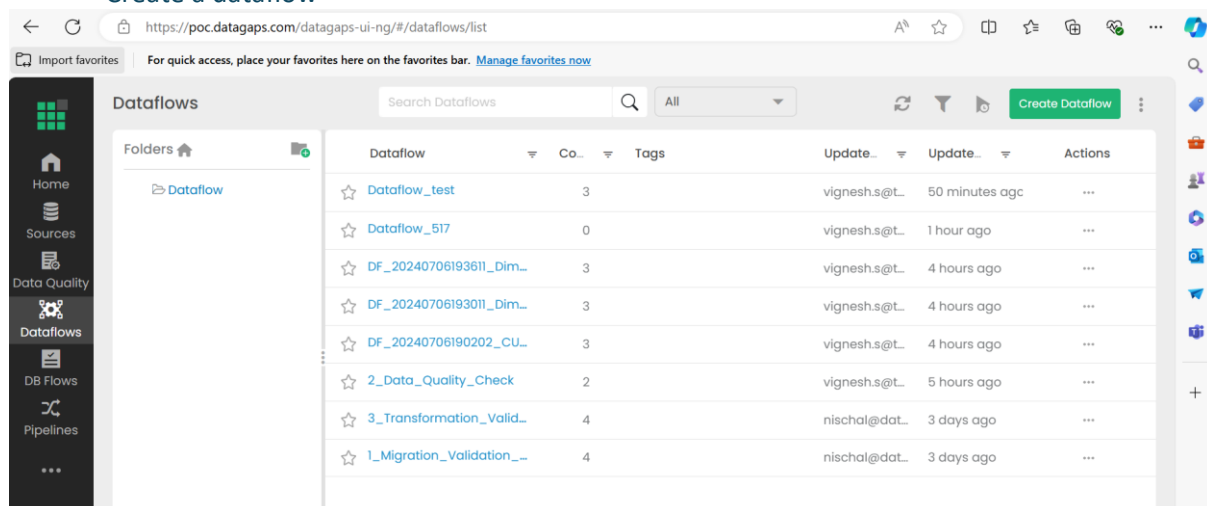 Create a dataflow
https://poc.datagaps.com/datagaps-ui-ng/#/dataflows/list
Import favorites For quick access, place your favorites here on the favorites bar. Manage favorites now
Dataflows Search Dataflows All Create Dataflow
Folders Dataflow Co... Tags Update... Update... Actions
Home
Dataflow Dataflow_test 3 vignesh.s@t... 50 minutes ago ...
Sources
Dataflow_517 0 vignesh.s@t... 1 hour ago ...
Data Quality
DF_20240706193611_Dim... 3 vignesh.s@t... 4 hours ago ...
DF_20240706193011_Dim... 3 vignesh.s@t... 4 hours ago ...
Dataflows
DF_20240706190202_CU... 3 vignesh.s@t... 4 hours ago ...
DB Flows
2_Data_Quality_Check 2 vignesh.s@t... 5 hours ago ...
Pipelines
3_Transformation_Valid... 4 nischal@dat... 3 days ago ...
1_Migration_Validation_... 4 nischal@dat... 3 days ago ...